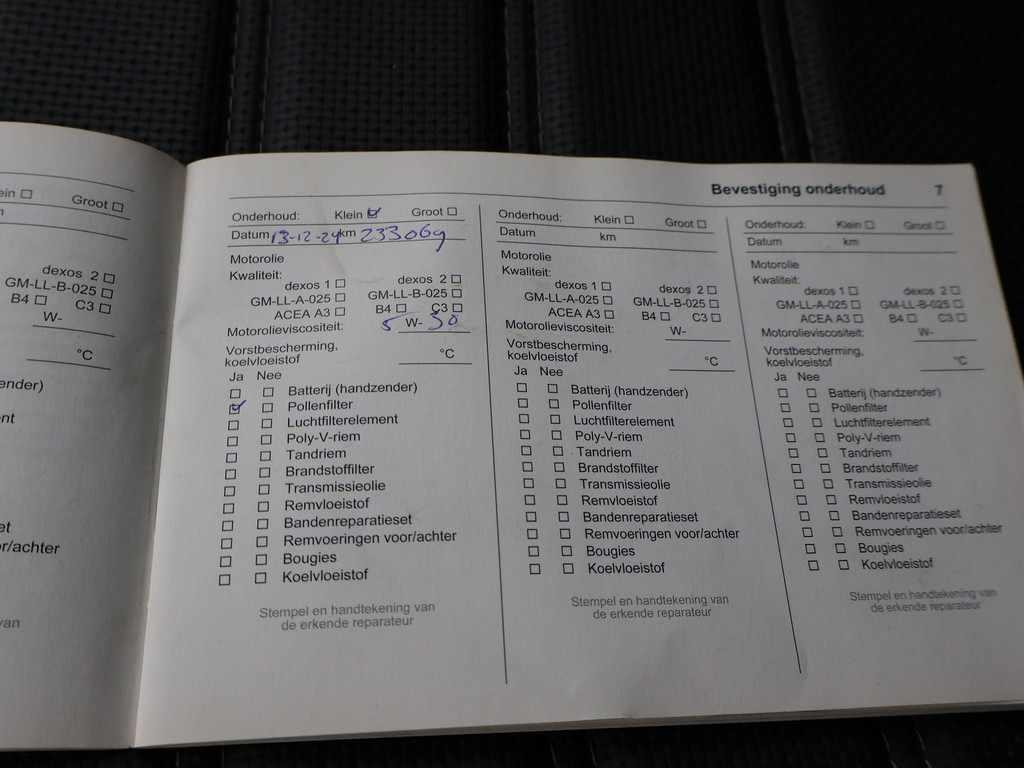 ein ☐ Groot ☐
n
dexos 2 ☐
GM-LL-B-025 ☐
B4 ☐ C3 ☐
W-
°C
ender)
nt
et
r/achter
van
Bevestiging onderhoud 7
Onderhoud: Klein ☑ Groot ☐
Datum 13-12-24 km 233069
Motorolie
Kwaliteit:
dexos 1 ☐ dexos 2 ☐
GM-LL-A-025 ☐ GM-LL-B-025 ☐
ACEA A3 ☐ B4 ☐ C3 ☐
Motorolieviscositeit: 5 W- 30
Vorstbescherming,
koelvloeistof °C
Ja Nee
☐ ☐ Batterij (handzender)
☑ ☐ Pollenfilter
☐ ☐ Luchtfilterelement
☐ ☐ Poly-V-riem
☐ ☐ Tandriem
☐ ☐ Brandstoffilter
☐ ☐ Transmissieolie
☐ ☐ Remvloeistof
☐ ☐ Bandenreparatieset
☐ ☐ Remvoeringen voor/achter
☐ ☐ Bougies
☐ ☐ Koelvloeistof
Stempel en handtekening van
de erkende reparateur
Onderhoud: Klein ☐ Groot ☐
Datum km
Motorolie
Kwaliteit:
dexos 1 ☐ dexos 2 ☐
GM-LL-A-025 ☐ GM-LL-B-025 ☐
ACEA A3 ☐ B4 ☐ C3 ☐
Motorolieviscositeit: W-
Vorstbescherming,
koelvloeistof °C
Ja Nee
☐ ☐ Batterij (handzender)
☐ ☐ Pollenfilter
☐ ☐ Luchtfilterelement
☐ ☐ Poly-V-riem
☐ ☐ Tandriem
☐ ☐ Brandstoffilter
☐ ☐ Transmissieolie
☐ ☐ Remvloeistof
☐ ☐ Bandenreparatieset
☐ ☐ Remvoeringen voor/achter
☐ ☐ Bougies
☐ ☐ Koelvloeistof
Stempel en handtekening van
de erkende reparateur
Onderhoud: Klein ☐ Groot ☐
Datum km
Motorolie
Kwaliteit:
dexos 1 ☐ dexos 2 ☐
GM-LL-A-025 ☐ GM-LL-B-025 ☐
ACEA A3 ☐ B4 ☐ C3 ☐
Motorolieviscositeit: W-
Vorstbescherming,
koelvloeistof °C
Ja Nee
☐ ☐ Batterij (handzender)
☐ ☐ Pollenfilter
☐ ☐ Luchtfilterelement
☐ ☐ Poly-V-riem
☐ ☐ Tandriem
☐ ☐ Brandstoffilter
☐ ☐ Transmissieolie
☐ ☐ Remvloeistof
☐ ☐ Bandenreparatieset
☐ ☐ Remvoeringen voor/achter
☐ ☐ Bougies
☐ ☐ Koelvloeistof
Stempel en handtekening van
de erkende reparateur